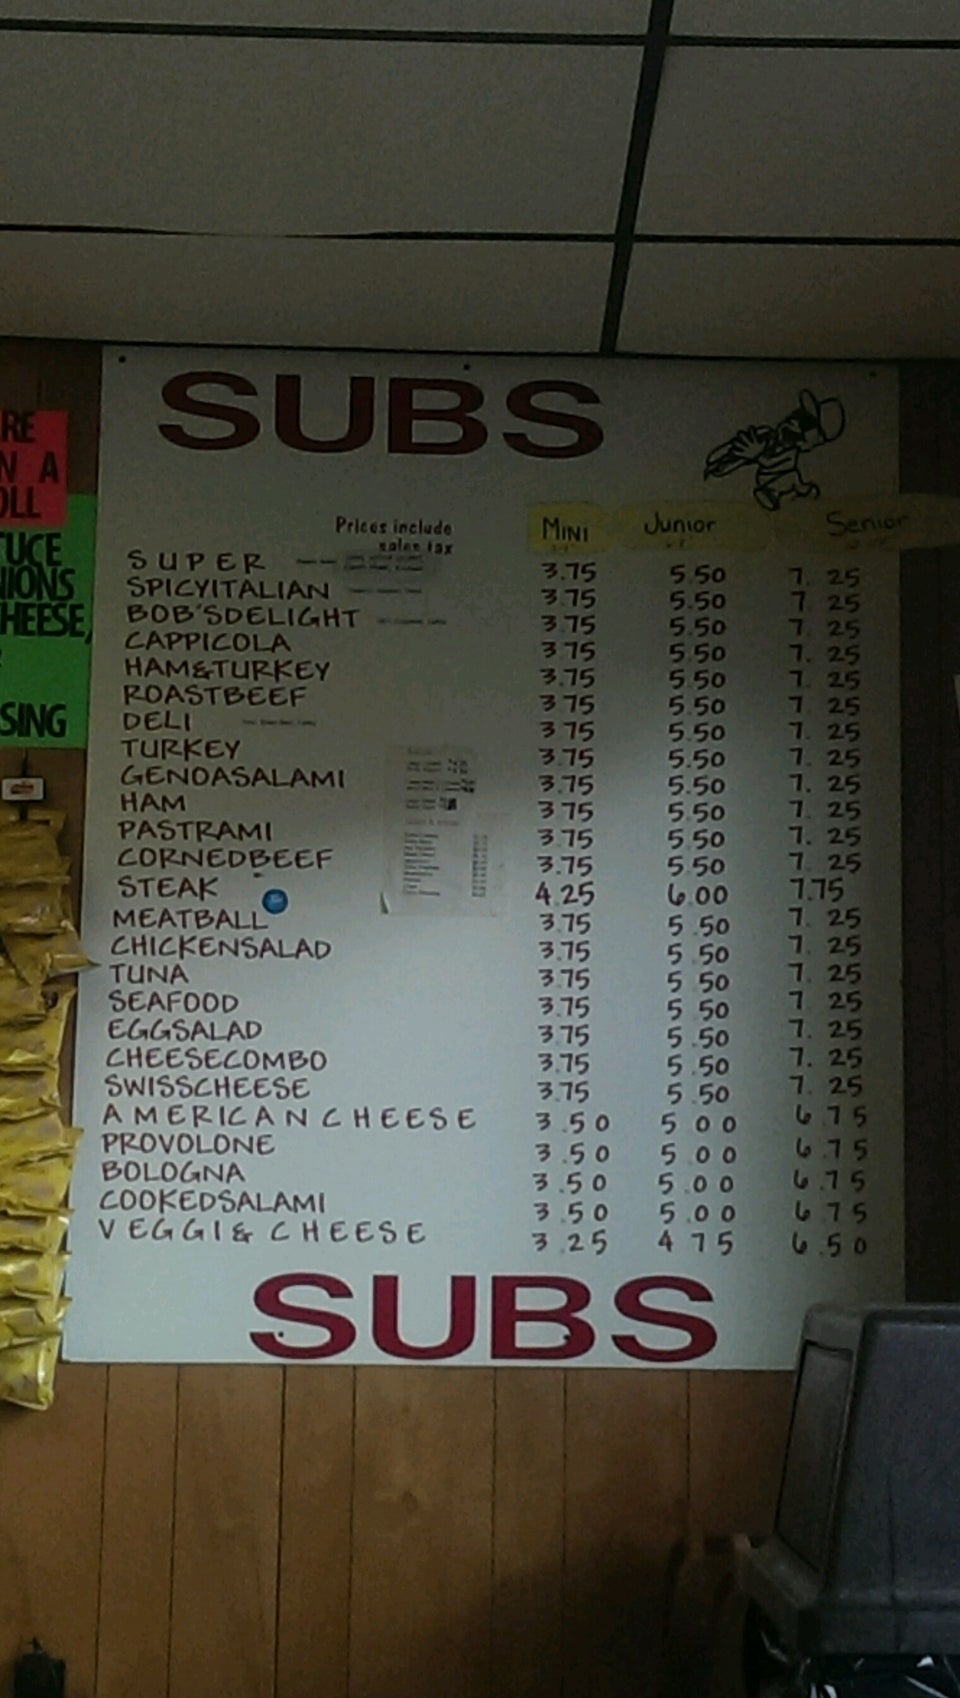 SUBS
Prices include
sales tax
MINI Junior Senior
SUPER 3.75 5.50 7.25
SPICYITALIAN 3.75 5.50 7.25
BOB'SDELIGHT 3.75 5.50 7.25
CAPPICOLA 3.75 5.50 7.25
HAM&TURKEY 3.75 5.50 7.25
ROASTBEEF 3.75 5.50 7.25
DELI 3.75 5.50 7.25
TURKEY 3.75 5.50 7.25
GENOASALAMI 3.75 5.50 7.25
HAM 3.75 5.50 7.25
PASTRAMI 3.75 5.50 7.25
CORNEDBEEF 3.75 5.50 7.25
STEAK 4.25 6.00 7.75
MEATBALL 3.75 5.50 7.25
CHICKENSALAD 3.75 5.50 7.25
TUNA 3.75 5.50 7.25
SEAFOOD 3.75 5.50 7.25
EGGSALAD 3.75 5.50 7.25
CHEESECOMBO 3.75 5.50 7.25
SWISSCHEESE 3.75 5.50 7.25
AMERICANCHEESE 3.50 5.00 6.75
PROVOLONE 3.50 5.00 6.75
BOLOGNA 3.50 5.00 6.75
COOKEDSALAMI 3.50 5.00 6.75
VEGGI&CHEESE 3.25 4.75 6.50
SUBS
RE
N A
OLL
TUCE
NIONS
CHEESE,
SING